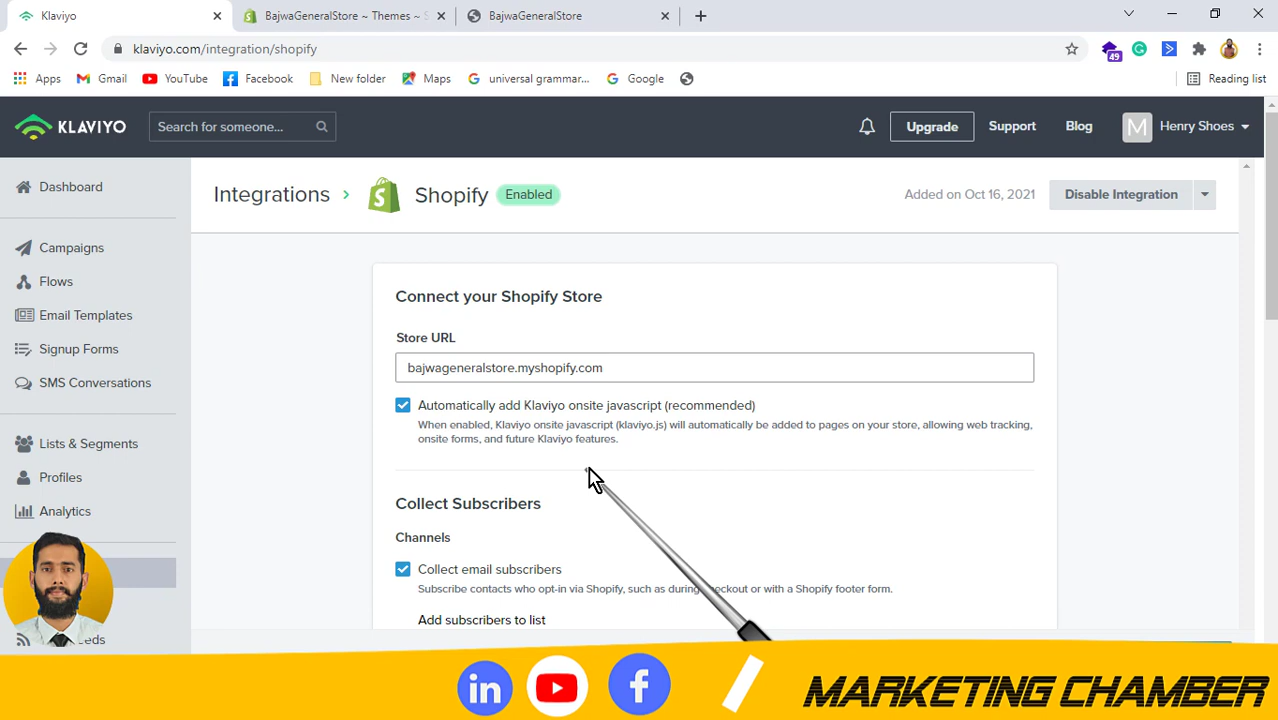 Klaviyo
BajwaGeneralStore ~ Themes ~ S
BajwaGeneralStore
klaviyo.com/integration/shopify
49
Apps
Gmail
YouTube
Facebook
New folder
Maps
universal grammar...
Google
Reading list
KLAVIYO
Search for someone...
Upgrade
Support
Blog
M
Henry Shoes
Dashboard
Campaigns
Flows
Email Templates
Signup Forms
SMS Conversations
Lists & Segments
Profiles
Analytics
eds
Integrations
Shopify
Enabled
Added on Oct 16, 2021
Disable Integration
Connect your Shopify Store
Store URL
bajwageneralstore.myshopify.com
Automatically add Klaviyo onsite javascript (recommended)
When enabled, Klaviyo onsite javascript (klaviyo.js) will automatically be added to pages on your store, allowing web tracking,
onsite forms, and future Klaviyo features.
Collect Subscribers
Channels
Collect email subscribers
Subscribe contacts who opt-in via Shopify, such as during checkout or with a Shopify footer form.
Add subscribers to list
in
f
MARKETING CHAMBER